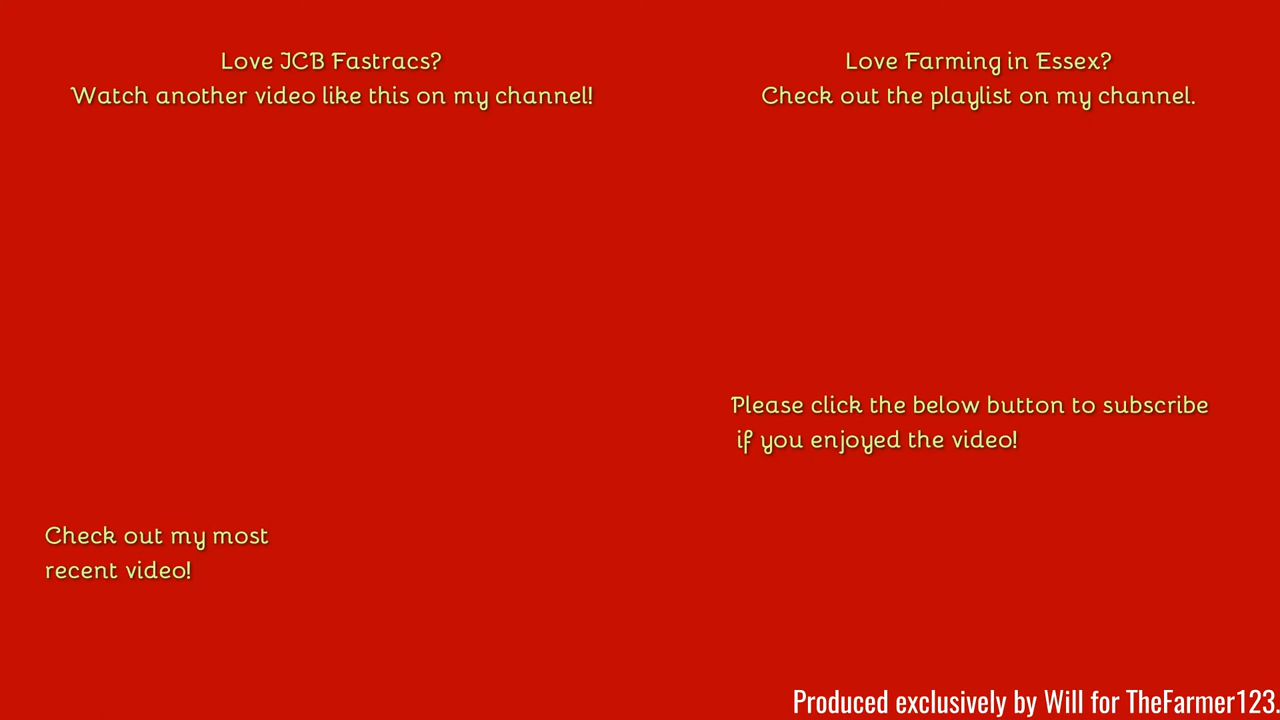 Love JCB Fastracs?
Watch another video like this on my channel!
Love Farming in Essex?
Check out the playlist on my channel.
Please click the below button to subscribe
if you enjoyed the video!
Check out my most
recent video!
Produced exclusively by Will for TheFarmer123.